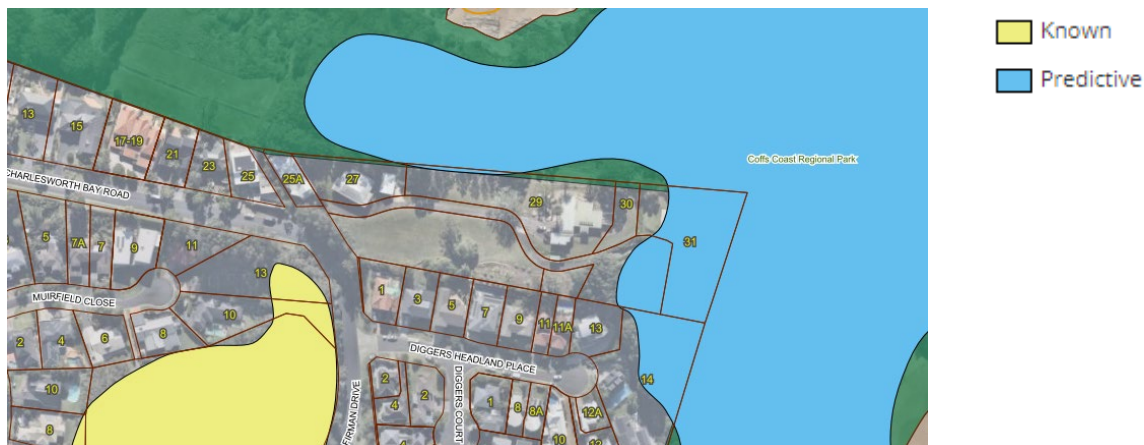 Known
Predictive
Coffs Coast Regional Park
13
15
17-19
21
23
25
25A
27
29
30
31
CHARLESWORTH BAY ROAD
5
7A
7
9
11
13
MUIRFIELD CLOSE
2
4
6
8
10
10
8
1
3
5
7
9
11
11A
13
14
DIGGERS HEADLAND PLACE
FIRMAN DRIVE
DIGGERS COURT
2
4
2
4
1
8
8A
10
12A
12